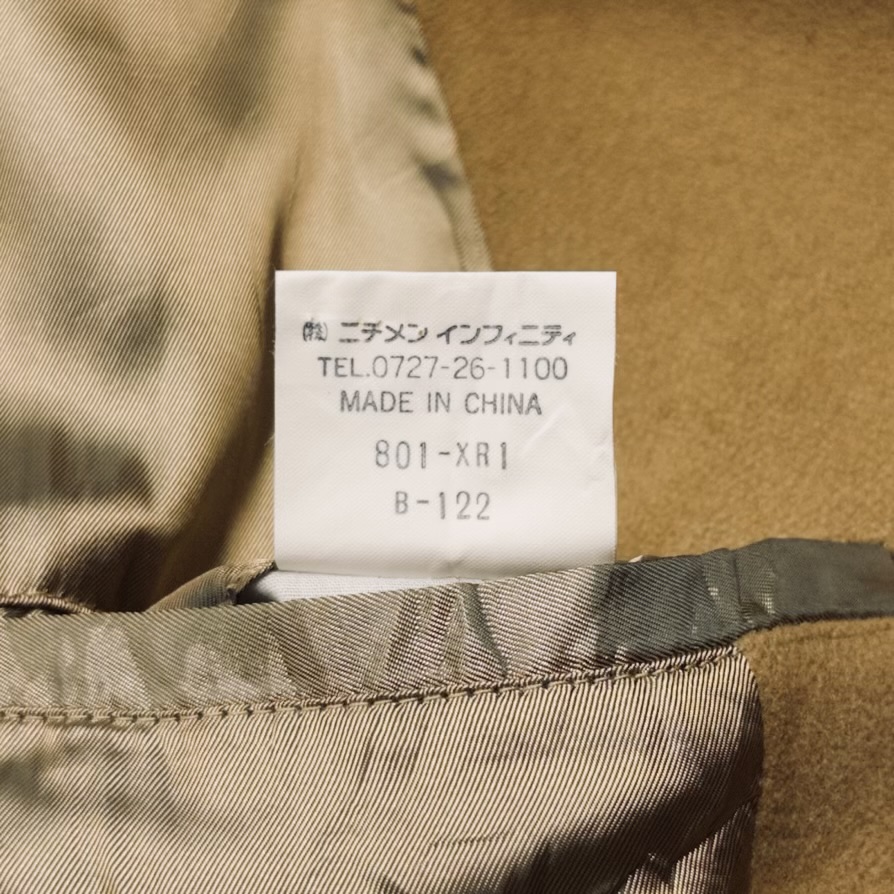 ㈱ ニチメン インフィニティ
TEL.0727-26-1100
MADE IN CHINA
801-XR1
B-122